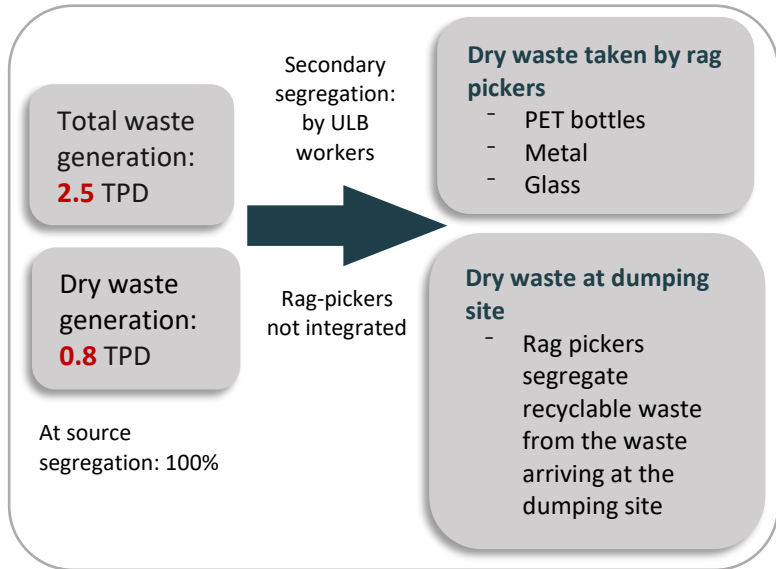 Total waste
generation:
2.5 TPD
Dry waste
generation:
0.8 TPD
At source
segregation: 100%
Secondary
segregation:
by ULB
workers
Rag-pickers
not integrated
Dry waste taken by rag
pickers
- PET bottles
- Metal
- Glass
Dry waste at dumping
site
- Rag pickers
segregate
recyclable waste
from the waste
arriving at the
dumping site